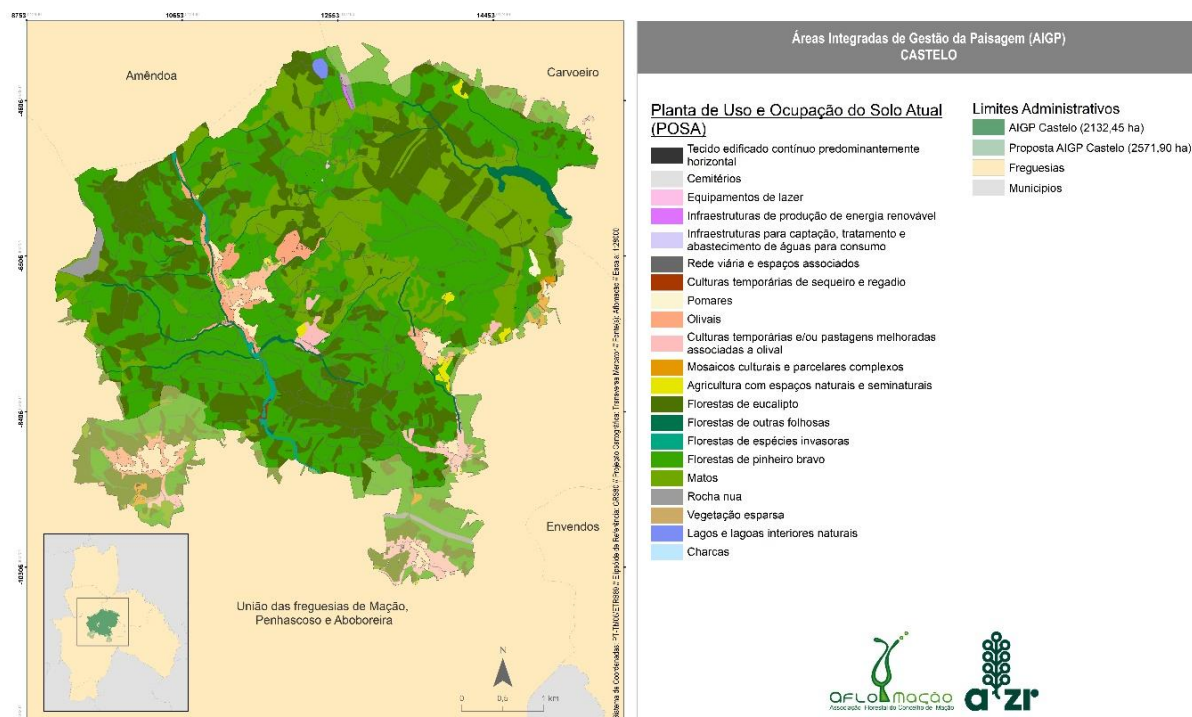 8753
10653
12553
14453
Amêndoa
Carvoeiro
Envendos
União das freguesias de Mação,
Penhascoso e Aboboreira
N
0
0,5
1 km
Áreas Integradas de Gestão da Paisagem (AIGP)
CASTELO
Planta de Uso e Ocupação do Solo Atual
(POSA)
Tecido edificado contínuo predominantemente
horizontal
Cemitérios
Equipamentos de lazer
Infraestruturas de produção de energia renovável
Infraestruturas para captação, tratamento e
abastecimento de águas para consumo
Rede viária e espaços associados
Culturas temporárias de sequeiro e regadio
Pomares
Olivais
Culturas temporárias e/ou pastagens melhoradas
associadas a olival
Mosaicos culturais e parcelares complexos
Agricultura com espaços naturais e seminaturais
Florestas de eucalipto
Florestas de outras folhosas
Florestas de espécies invasoras
Florestas de pinheiro bravo
Matos
Rocha nua
Vegetação esparsa
Lagos e lagoas interiores naturais
Charcas
Limites Administrativos
AIGP Castelo (2132,45 ha)
Proposta AIGP Castelo (2571,90 ha)
Freguesias
Municipios
aFLOMAÇÃO
Associação Florestal do Concelho de Mação
aZR